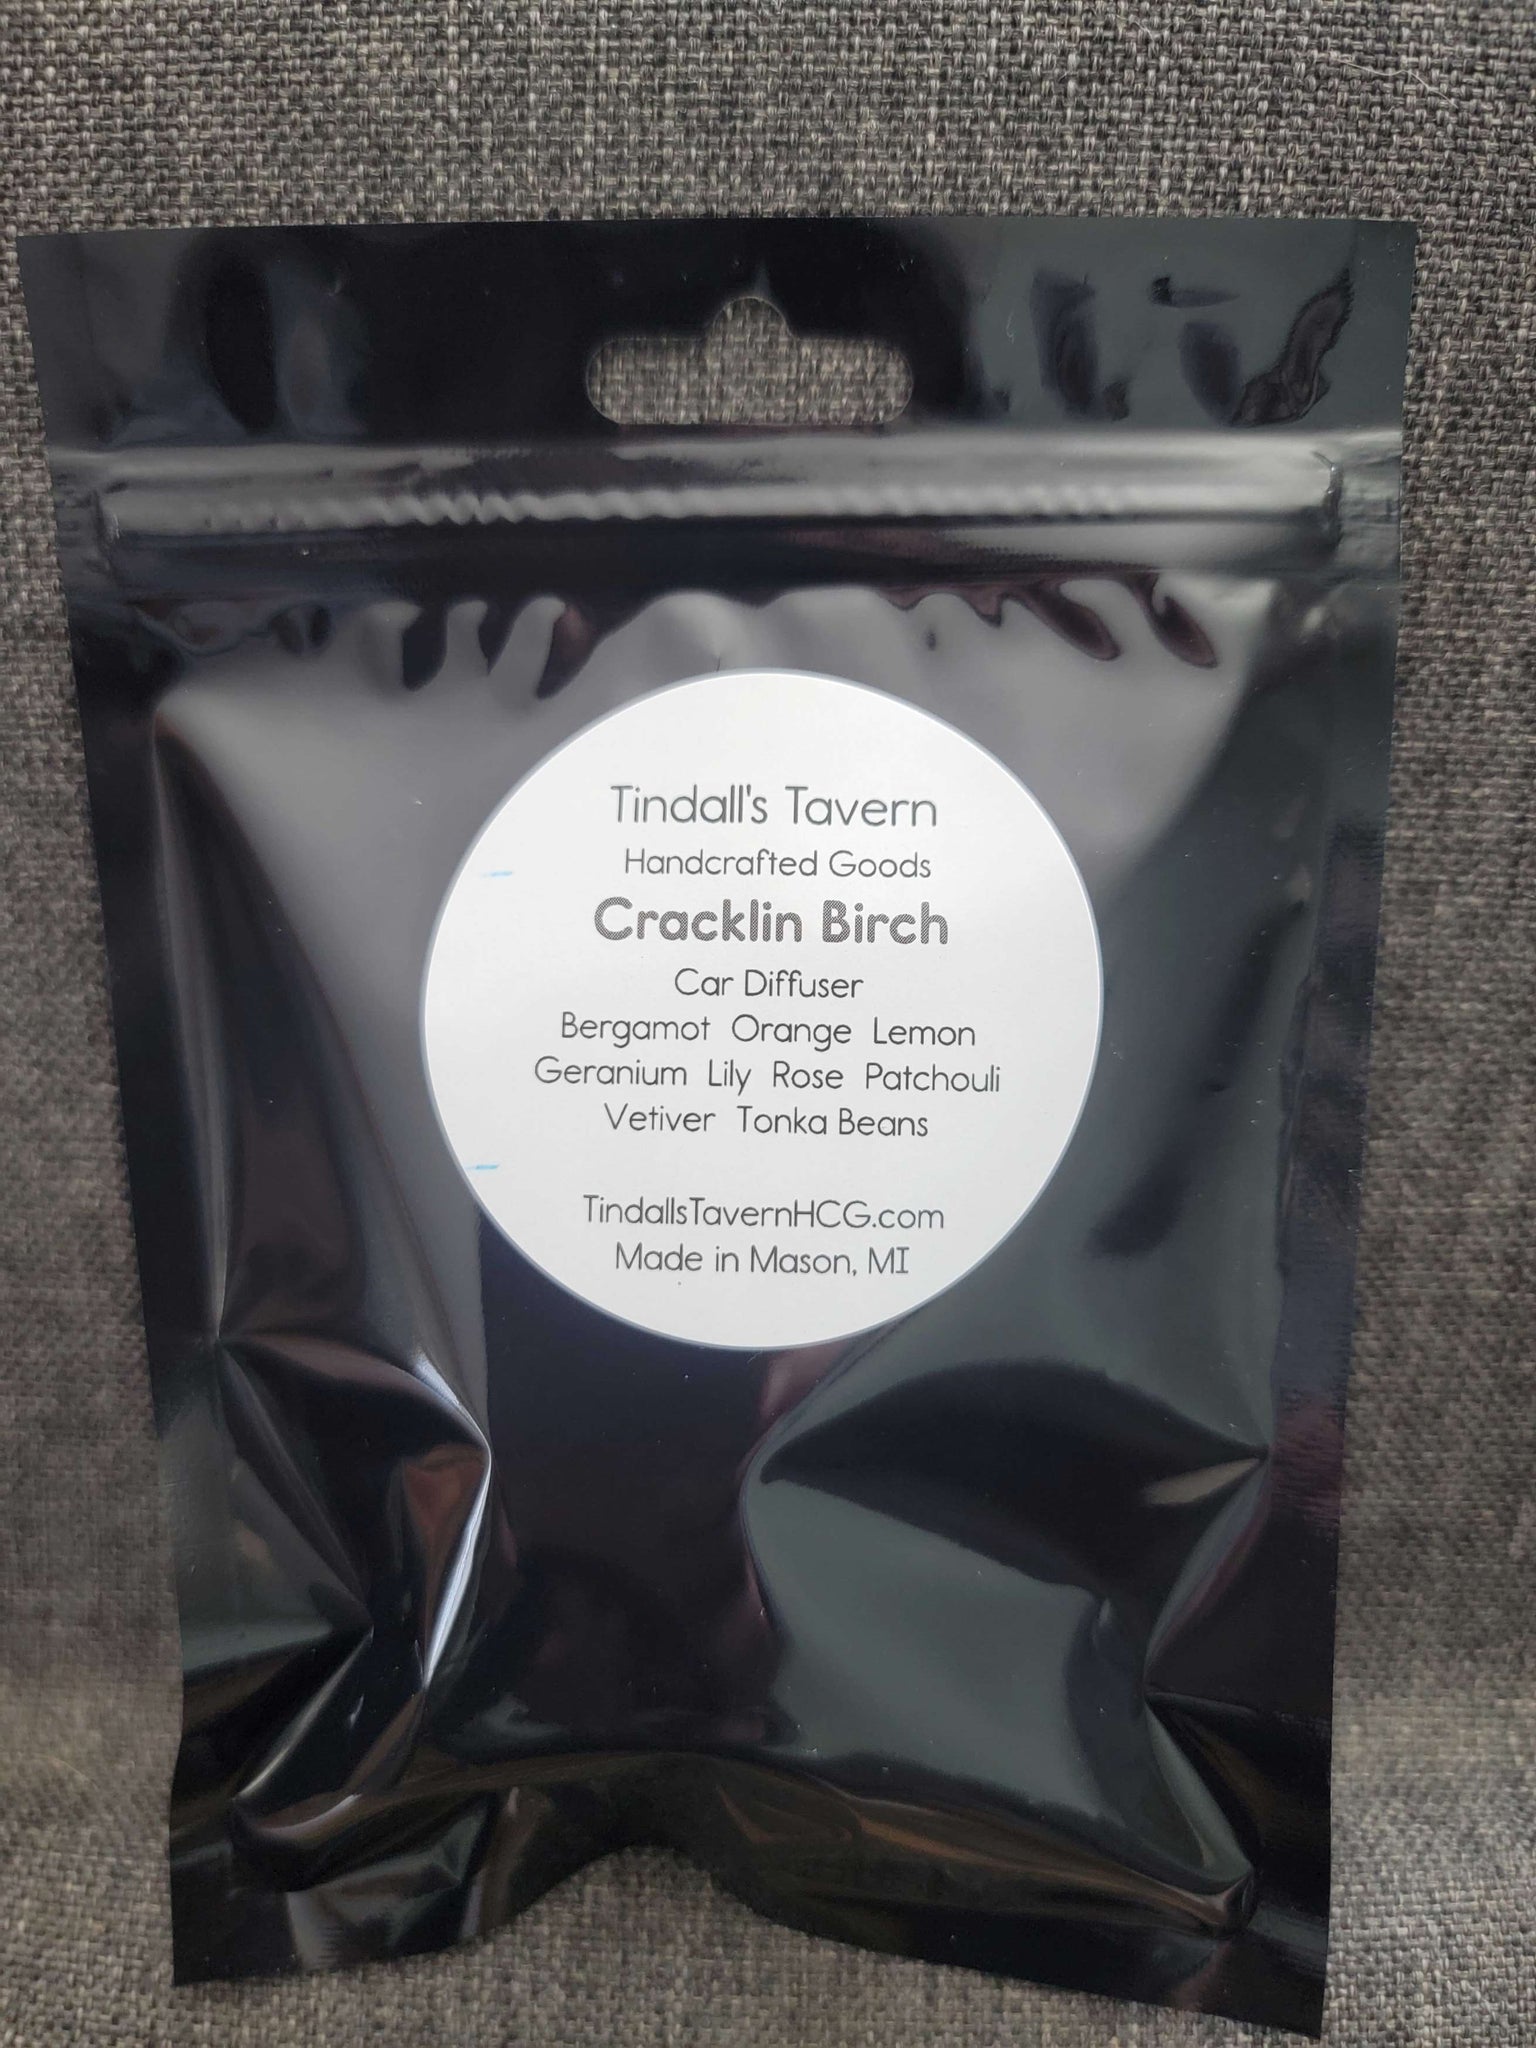 Tindall's Tavern
Handcrafted Goods
Cracklin Birch
Car Diffuser
Bergamot Orange Lemon
Geranium Lily Rose Patchouli
Vetiver Tonka Beans
TindallsTavernHCG.com
Made in Mason, MI